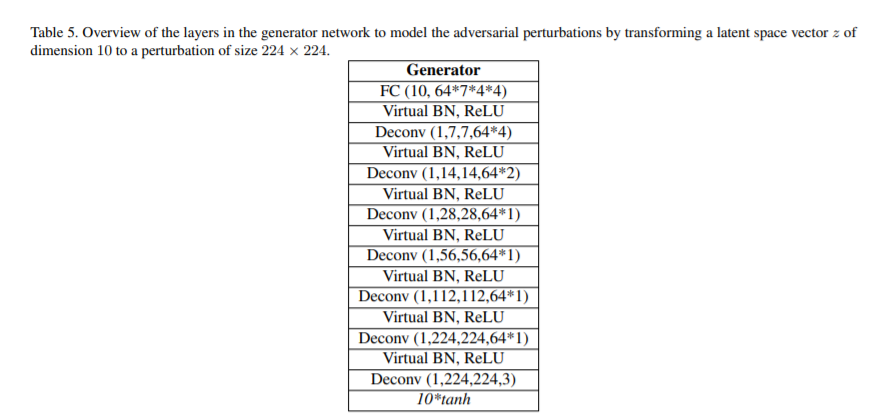 Table 5. Overview of the layers in the generator network to model the adversarial perturbations by transforming a latent space vector z of
dimension 10 to a perturbation of size 224 × 224.
Generator
FC (10, 64*7*4*4)
Virtual BN, ReLU
Deconv (1,7,7,64*4)
Virtual BN, ReLU
Deconv (1,14,14,64*2)
Virtual BN, ReLU
Deconv (1,28,28,64*1)
Virtual BN, ReLU
Deconv (1,56,56,64*1)
Virtual BN, ReLU
Deconv (1,112,112,64*1)
Virtual BN, ReLU
Deconv (1,224,224,64*1)
Virtual BN, ReLU
Deconv (1,224,224,3)
10*tanh